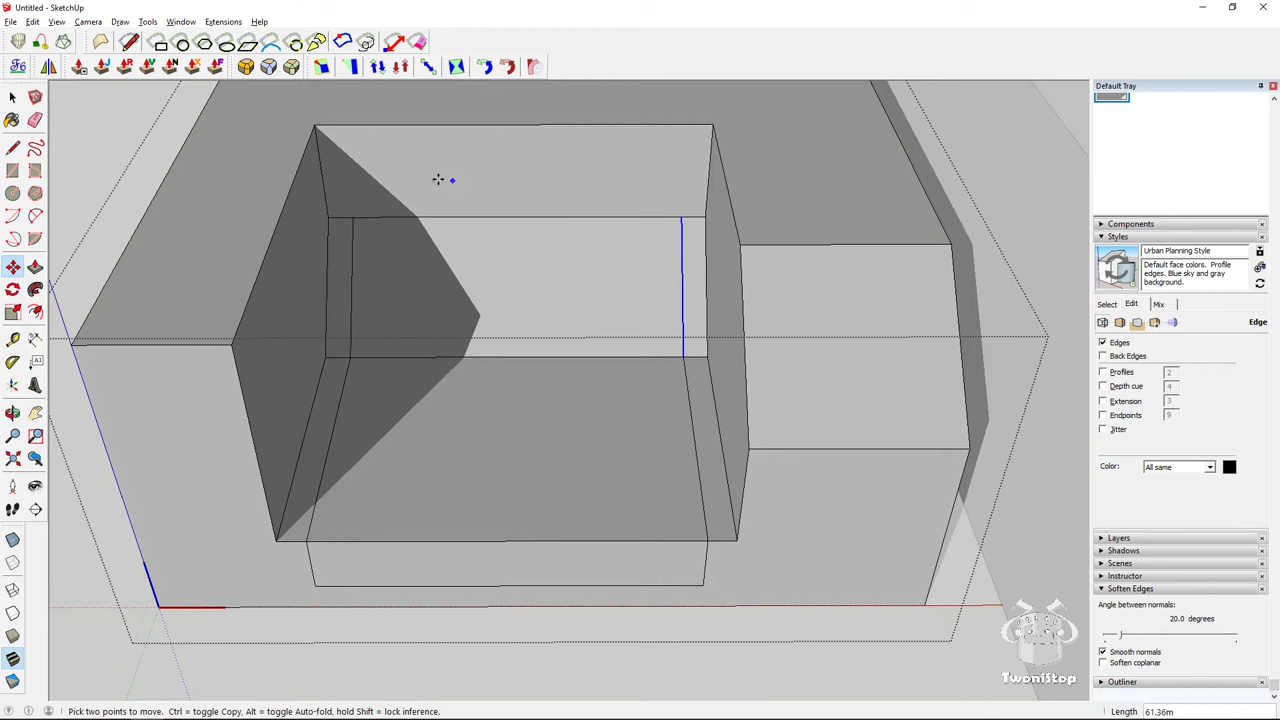 Untitled - SketchUp
File Edit View Camera Draw Tools Window Extensions Help
Default Tray
Components
Styles
Urban Planning Style
Default face colors. Profile
edges. Blue sky and gray
background.
Select Edit Mix
Edge
Edges
Back Edges
Profiles 2
Depth cue 4
Extension 3
Endpoints 9
Jitter
Color: All same
Layers
Shadows
Scenes
Instructor
Soften Edges
Angle between normals:
20.0 degrees
Smooth normals
Soften coplanar
Outliner
TwoniStop
Pick two points to move. Ctrl = toggle Copy, Alt = toggle Auto-fold, hold Shift = lock inference.
Length 61.36m